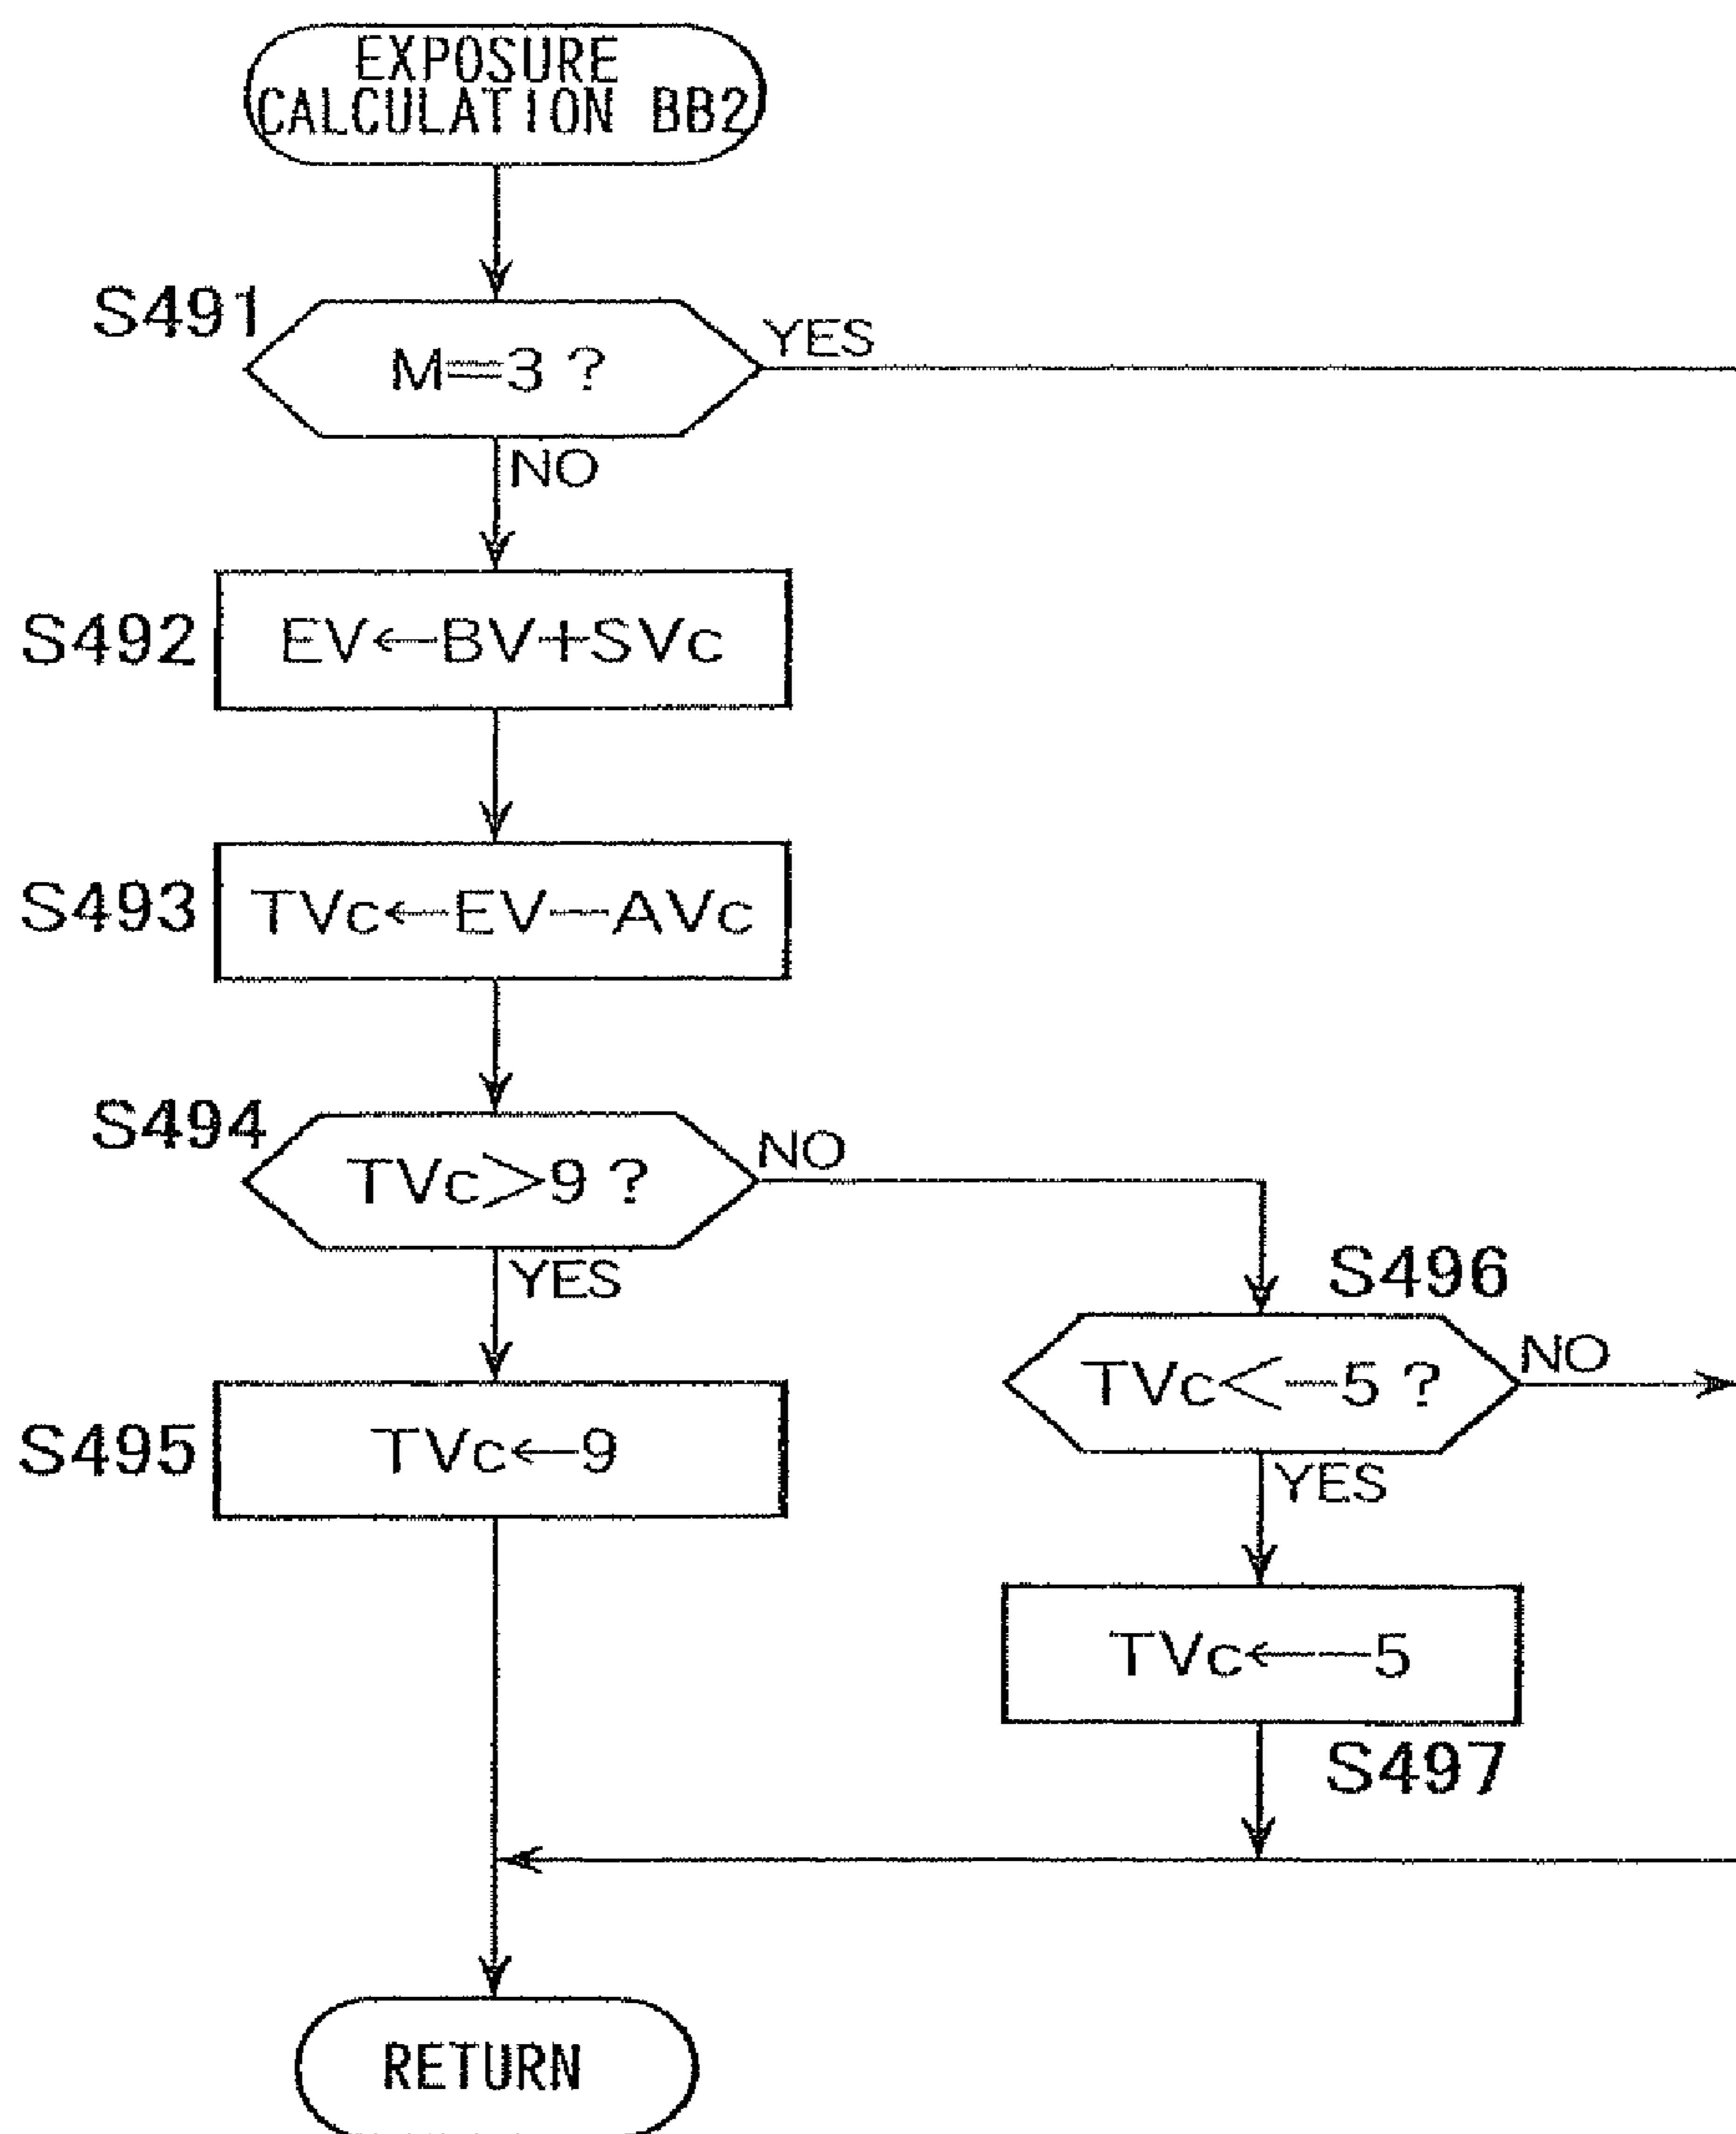 EXPOSURE
CALCULATION BB2
S491
M=3?
YES
NO
S492
EV←BV+SVc
S493
TVc←EV—AVc
S494
TVc>9?
NO
YES
S495
TVc←9
S496
TVc<—5?
NO
YES
TVc←—5
S497
RETURN